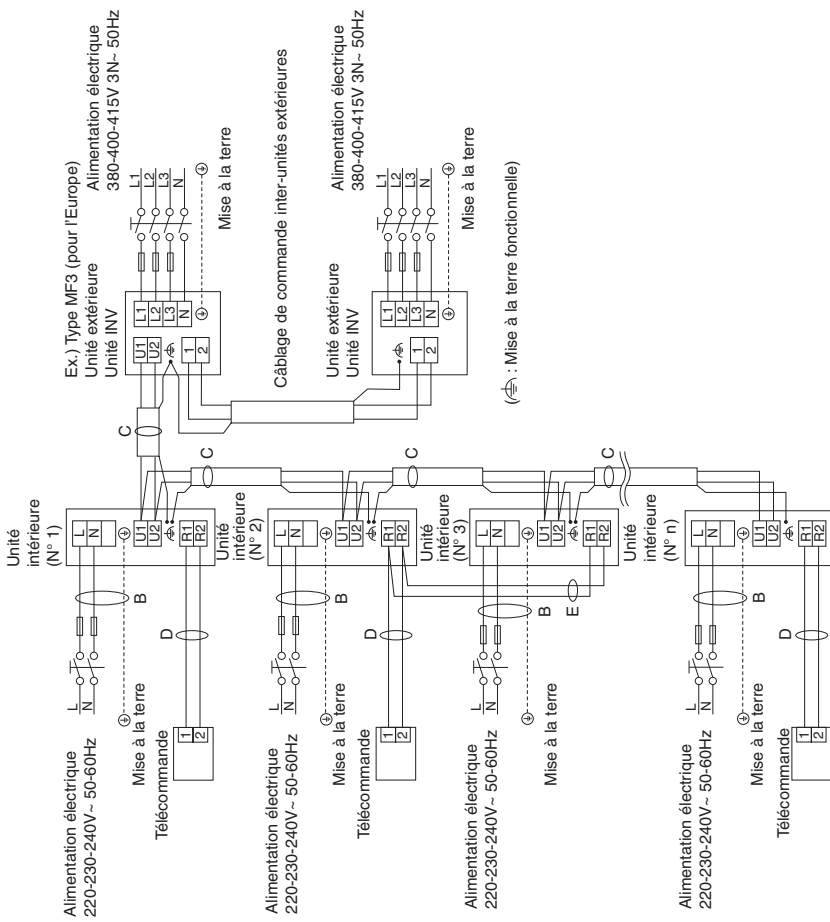 Ex.) Type MF3 (pour l'Europe)
Unité extérieure
Unité INV
Alimentation électrique
380-400-415V 3N~ 50Hz
L1
L2
L3
N
L1
L2
L3
N
U1
U2
1
2
Mise à la terre
Câblage de commande inter-unités extérieures
Unité extérieure
Unité INV
Alimentation électrique
380-400-415V 3N~ 50Hz
L1
L2
L3
N
L1
L2
L3
N
1
2
Mise à la terre
( : Mise à la terre fonctionnelle)
C
C
C
C
Unité
intérieure
(N° 1)
L
N
U1
U2
R1
R2
B
D
L
N
Alimentation électrique
220-230-240V~ 50-60Hz
Mise à la terre
Télécommande
1
2
Unité
intérieure
(N° 2)
L
N
U1
U2
R1
R2
B
D
L
N
Alimentation électrique
220-230-240V~ 50-60Hz
Mise à la terre
Télécommande
1
2
Unité
intérieure
(N° 3)
L
N
U1
U2
R1
R2
B
E
L
N
Alimentation électrique
220-230-240V~ 50-60Hz
Mise à la terre
Unité
intérieure
(N° n)
L
N
U1
U2
R1
R2
B
D
L
N
Alimentation électrique
220-230-240V~ 50-60Hz
Mise à la terre
Télécommande
1
2